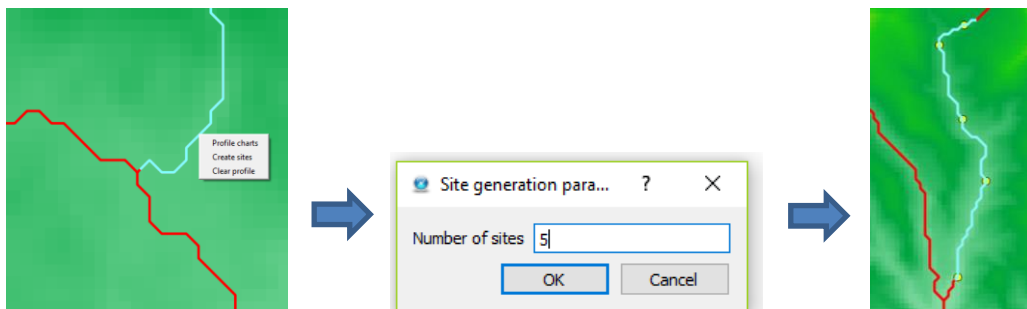 Profile charts
Create sites
Clear profile
Site generation para... ? ×
Number of sites 5
OK Cancel